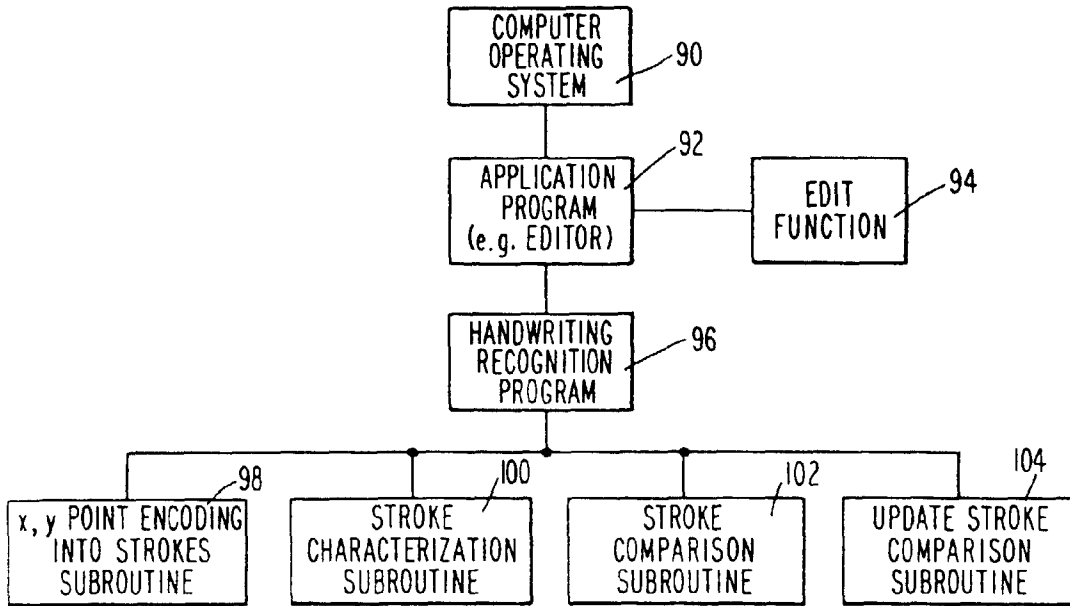 COMPUTER
OPERATING
SYSTEM
90
APPLICATION
PROGRAM
(e.g. EDITOR)
92
EDIT
FUNCTION
94
HANDWRITING
RECOGNITION
PROGRAM
96
x, y POINT ENCODING
INTO STROKES
SUBROUTINE
98
STROKE
CHARACTERIZATION
SUBROUTINE
100
STROKE
COMPARISON
SUBROUTINE
102
UPDATE STROKE
COMPARISON
SUBROUTINE
104